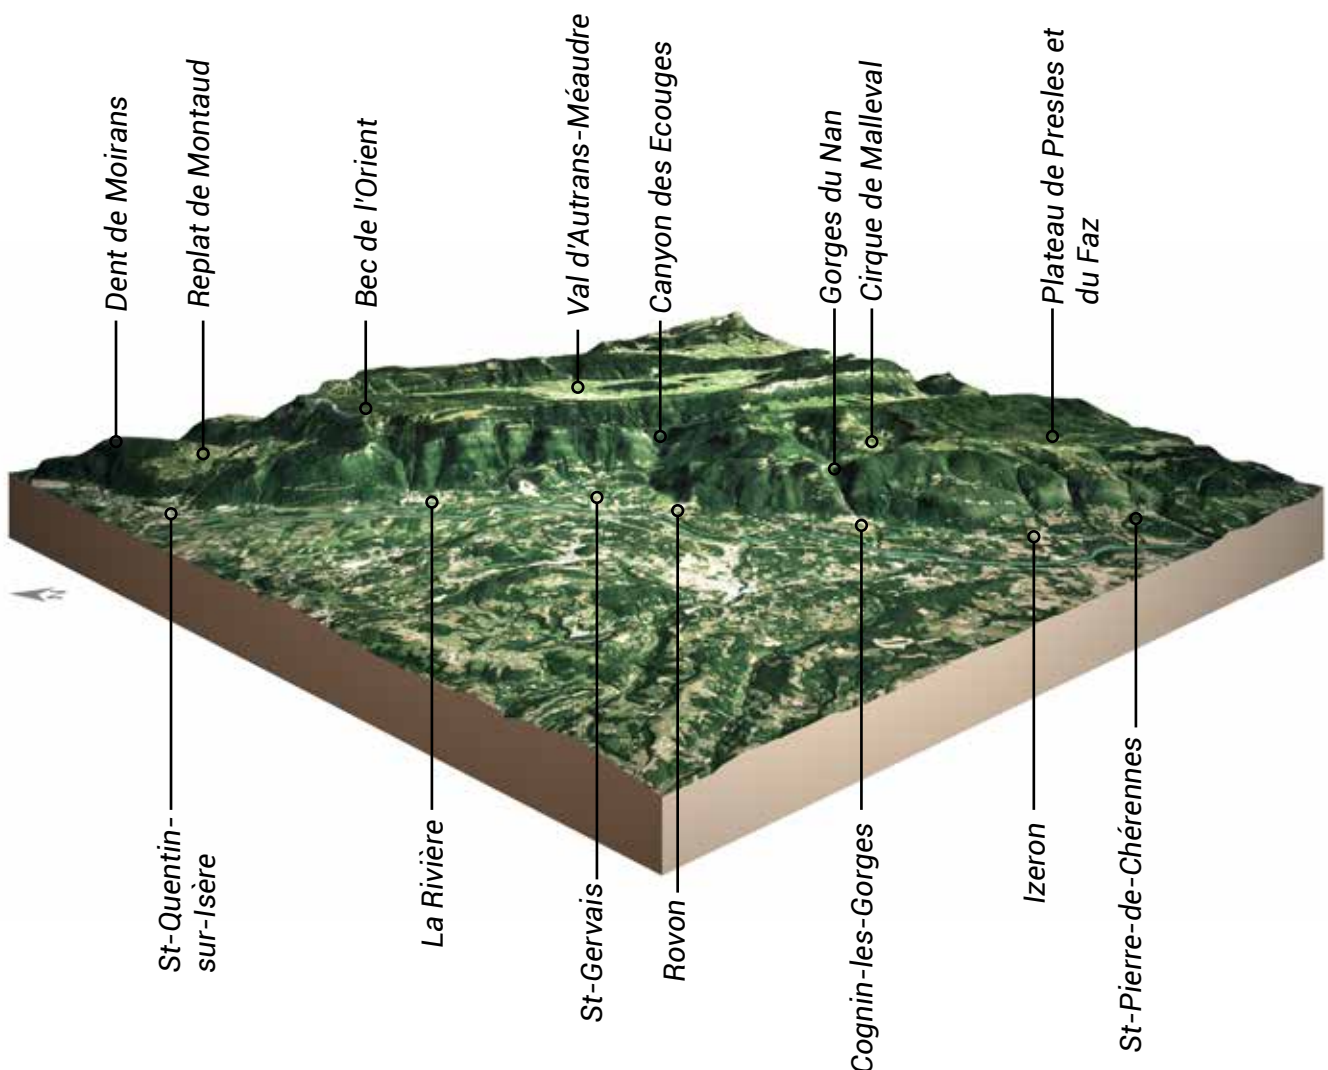 Dent de Moirans
Replat de Montaud
Bec de l'Orient
Val d'Autrans-Méaudre
Canyon des Ecouges
Gorges du Nan
Cirque de Malleval
Plateau de Presles et
du Faz
N
St-Quentin-
sur-Isère
La Rivière
St-Gervais
Rovon
Cognin-les-Gorges
Izeron
St-Pierre-de-Chérennes